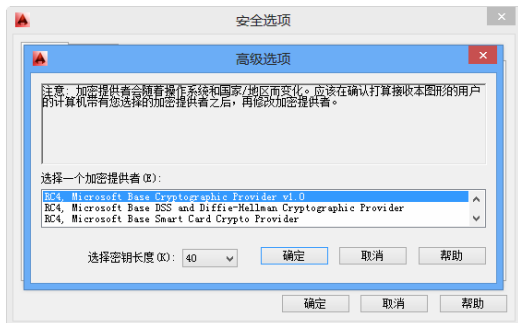 安全选项
高级选项
注意: 加密提供者会随着操作系统和国家/地区而变化。应该在确认打算接收本图形的用户
的计算机带有您选择的加密提供者之后，再修改加密提供者。
选择一个加密提供者(E):
RC4, Microsoft Base Cryptographic Provider v1.0
RC4, Microsoft Base DSS and Diffie-Hellman Cryptographic Provider
RC4, Microsoft Base Smart Card Crypto Provider
选择密钥长度(K): 40 确定 取消 帮助
确定 取消 帮助